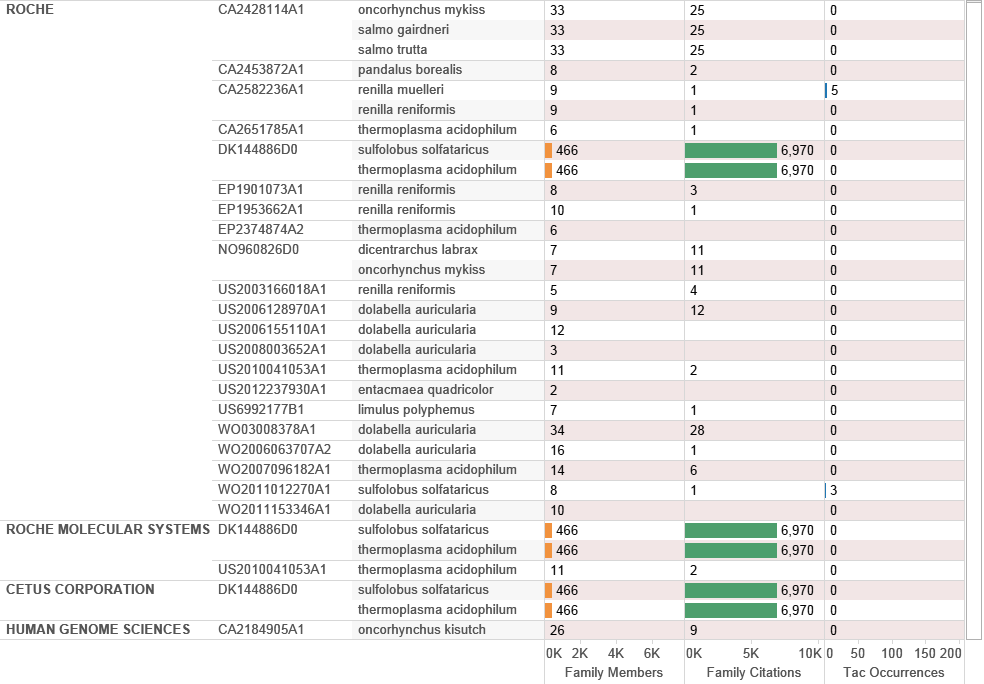 ROCHE CA2428114A1 oncorhynchus mykiss 33 25 0
salmo gairdneri 33 25 0
salmo trutta 33 25 0
CA2453872A1 pandalus borealis 8 2 0
CA2582236A1 renilla muelleri 9 1 5
renilla reniformis 9 1 0
CA2651785A1 thermoplasma acidophilum 6 1 0
DK144886D0 sulfolobus solfataricus 466 6,970 0
thermoplasma acidophilum 466 6,970 0
EP1901073A1 renilla reniformis 8 3 0
EP1953662A1 renilla reniformis 10 1 0
EP2374874A2 thermoplasma acidophilum 6 0
NO960826D0 dicentrarchus labrax 7 11 0
oncorhynchus mykiss 7 11 0
US2003166018A1 renilla reniformis 5 4 0
US2006128970A1 dolabella auricularia 9 12 0
US2006155110A1 dolabella auricularia 12 0
US2008003652A1 dolabella auricularia 3 0
US2010041053A1 thermoplasma acidophilum 11 2 0
US2012237930A1 entacmaea quadricolor 2 0
US6992177B1 limulus polyphemus 7 1 0
WO03008378A1 dolabella auricularia 34 28 0
WO2006063707A2 dolabella auricularia 16 1 0
WO2007096182A1 thermoplasma acidophilum 14 6 0
WO2011012270A1 sulfolobus solfataricus 8 1 3
WO2011153346A1 dolabella auricularia 10 0
ROCHE MOLECULAR SYSTEMS DK144886D0 sulfolobus solfataricus 466 6,970 0
thermoplasma acidophilum 466 6,970 0
US2010041053A1 thermoplasma acidophilum 11 2 0
CETUS CORPORATION DK144886D0 sulfolobus solfataricus 466 6,970 0
thermoplasma acidophilum 466 6,970 0
HUMAN GENOME SCIENCES CA2184905A1 oncorhynchus kisutch 26 9 0
0K 2K 4K 6K 0K 5K 10K 0 50 100 150 200
Family Members Family Citations Tac Occurrences